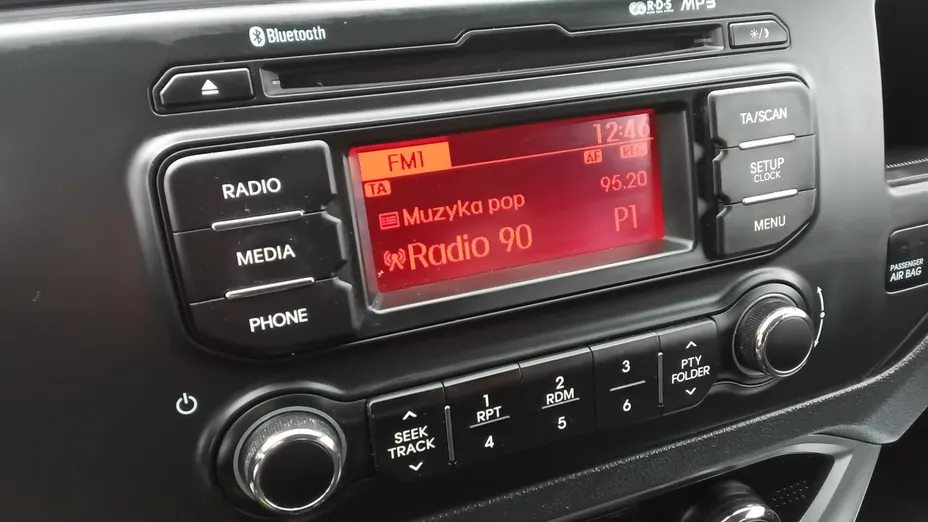 RDS MP3
Bluetooth
RADIO
MEDIA
PHONE
FM1
12:46
TA
AF
Muzyka pop
95.20
Radio 90
P1
TA/SCAN
SETUP
CLOCK
MENU
PASSENGER
AIR BAG
SEEK
TRACK
1
RPT
4
2
RDM
5
3
6
PTY
FOLDER